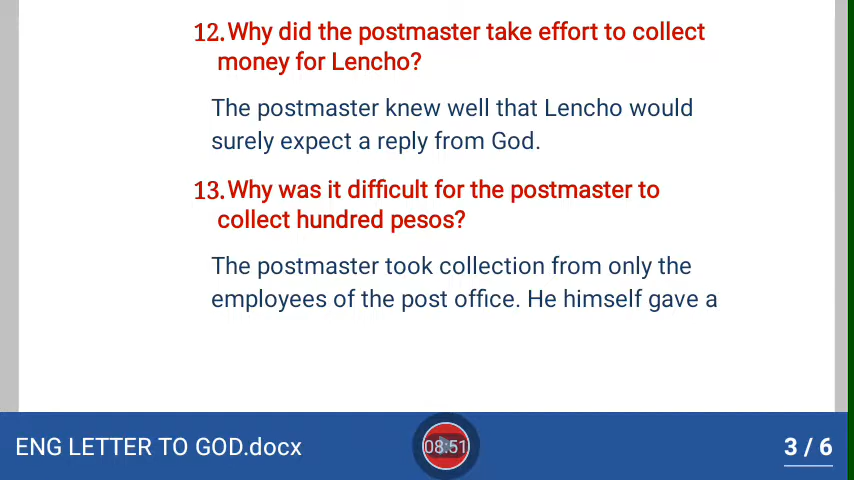 12.Why did the postmaster take effort to collect
money for Lencho?
The postmaster knew well that Lencho would
surely expect a reply from God.
13.Why was it difficult for the postmaster to
collect hundred pesos?
The postmaster took collection from only the
employees of the post office. He himself gave a
ENG LETTER TO GOD.docx
08:51
3 / 6